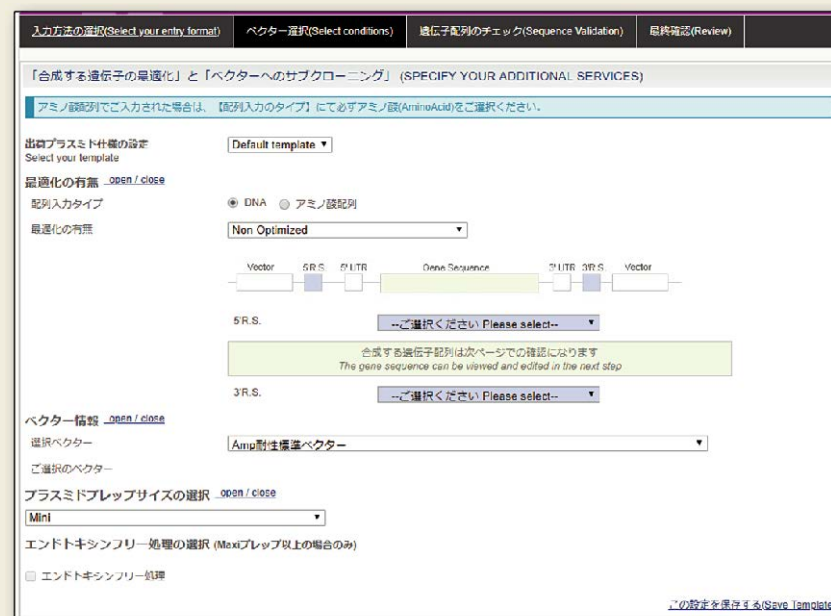 入力方法の選択(Select your entry format)
ベクター選択(Select conditions)
遺伝子配列のチェック(Sequence Validation)
最終確認(Review)
「合成する遺伝子の最適化」と「ベクターへのサブクローニング」 (SPECIFY YOUR ADDITIONAL SERVICES)
アミノ酸配列でご入力された場合は、【配列入力のタイプ】にて必ずアミノ酸(AminoAcid)をご選択ください。
出荷プラスミド仕様の設定 Default template
Select your template
最適化の有無 open / close
配列入力タイプ DNA アミノ酸配列
最適化の有無 Non Optimized
Vector 5'R.S. 5' UTR Gene Sequence 3' UTR 3'R.S. Vector
5'R.S. --ご選択ください Please select--
合成する遺伝子配列は次ページでの確認になります
The gene sequence can be viewed and edited in the next step
3'R.S. --ご選択ください Please select--
ベクター情報 open / close
選択ベクター Amp耐性標準ベクター
ご選択のベクター
プラスミドプレップサイズの選択 open / close
Mini
エンドトキシンフリー処理の選択 (Maxiプレップ以上の場合のみ)
エンドトキシンフリー処理
この設定を保存する(Save Template